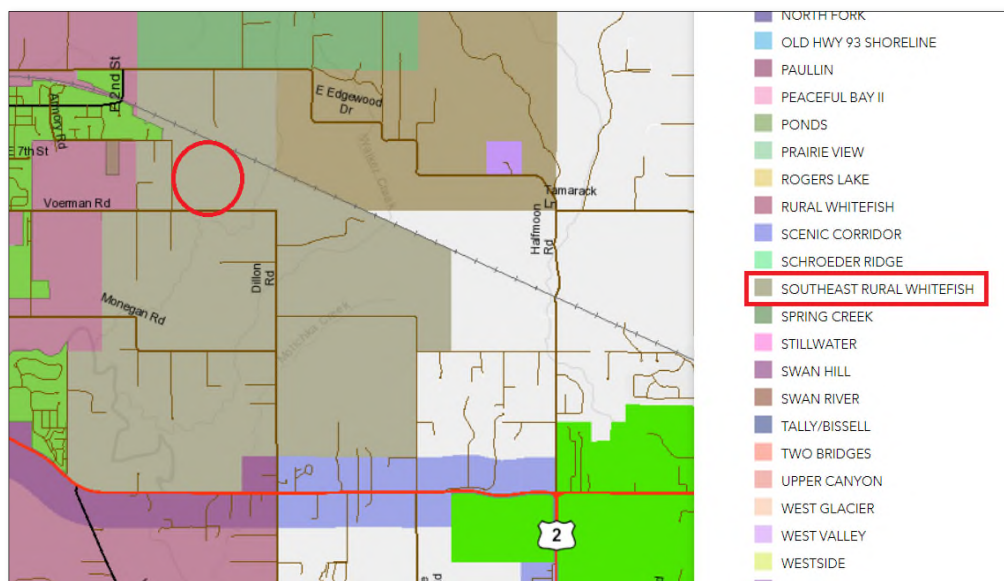 E 2nd St
Armory Rd
E 7th St
Voerman Rd
Monegan Rd
Dillon
Rd
E Edgewood
Dr
Walker Creek
Motichka Creek
Halfmoon
Rd
Tamarack
Ln
2
NORTH FORK
OLD HWY 93 SHORELINE
PAULLIN
PEACEFUL BAY II
PONDS
PRAIRIE VIEW
ROGERS LAKE
RURAL WHITEFISH
SCENIC CORRIDOR
SCHROEDER RIDGE
SOUTHEAST RURAL WHITEFISH
SPRING CREEK
STILLWATER
SWAN HILL
SWAN RIVER
TALLY/BISSELL
TWO BRIDGES
UPPER CANYON
WEST GLACIER
WEST VALLEY
WESTSIDE